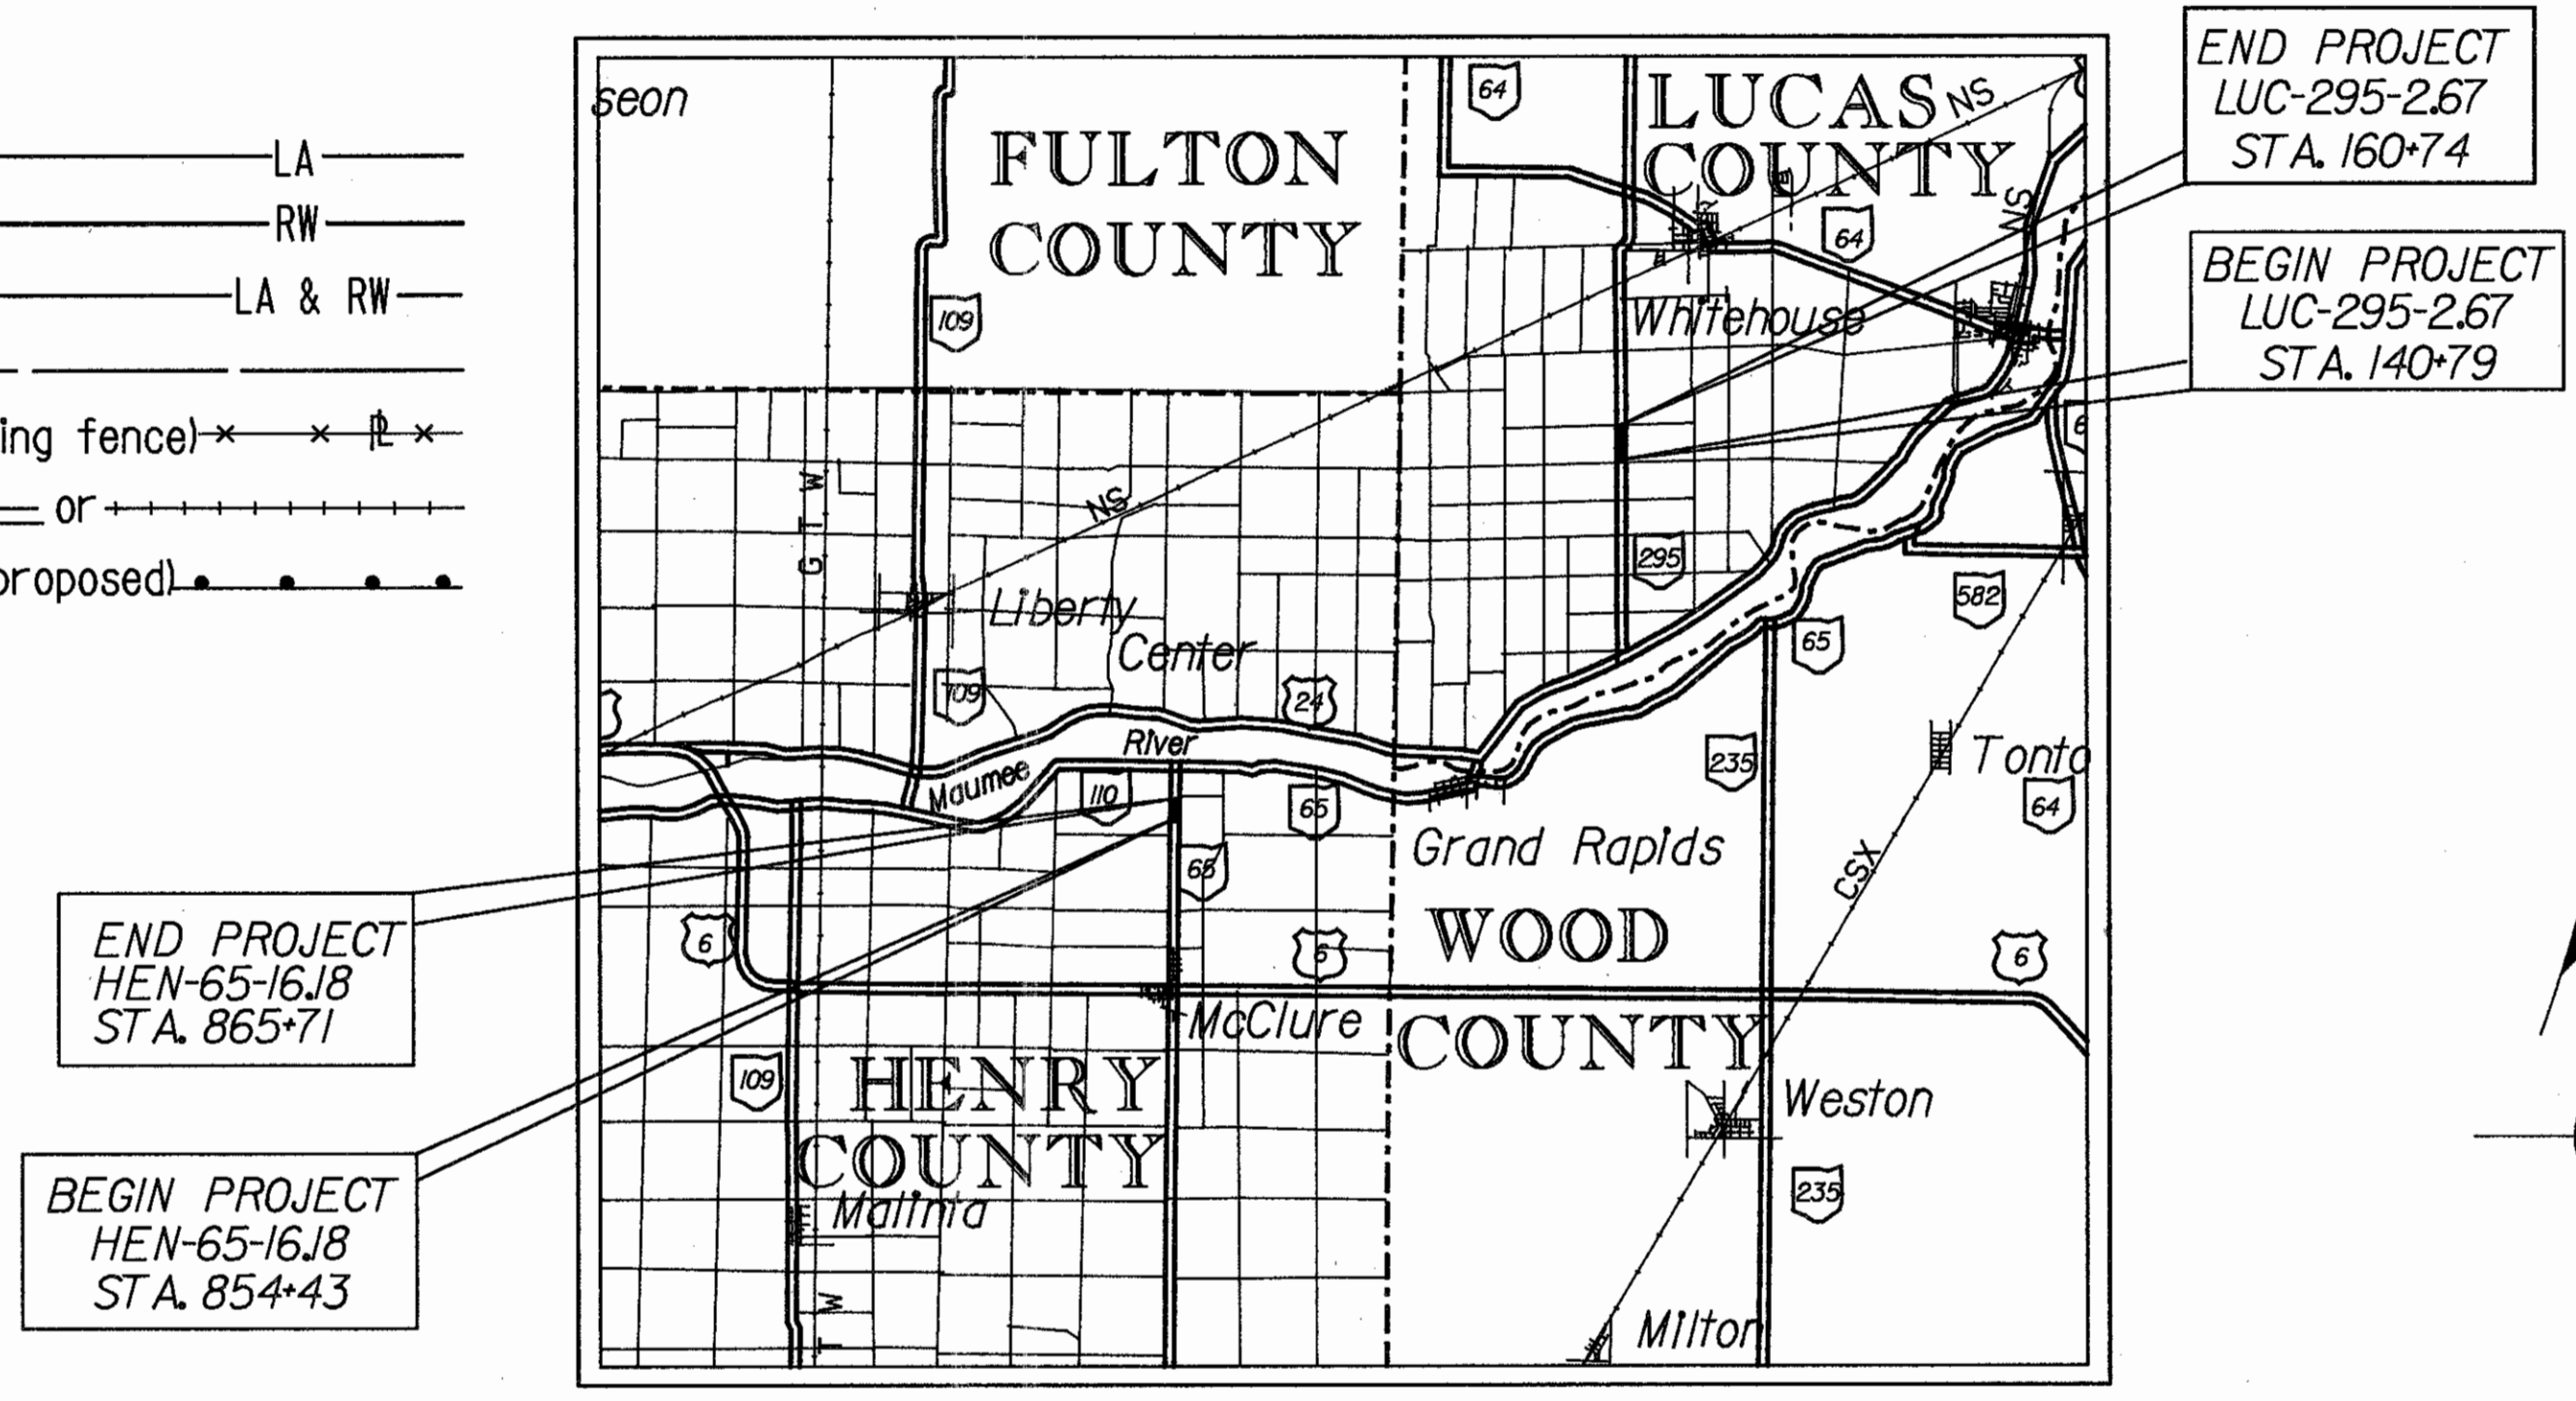 LA
RW
LA & RW
ing fence)
or
proposed)
seon
FULTON
COUNTY
64
LUCAS
COUNTY
NS
NS
64
109
Whitehouse
END PROJECT
LUC-295-2.67
STA. 160+74
BEGIN PROJECT
LUC-295-2.67
STA. 140+79
6
G T W
NS
295
582
Liberty
Center
109
24
65
River
Maumee
110
65
235
Tonto
64
65
Grand Rapids
CSX
6
6
WOOD
COUNTY
6
McClure
109
HENRY
COUNTY
Malinta
Weston
235
T W
Milton
END PROJECT
HEN-65-16.18
STA. 865+71
BEGIN PROJECT
HEN-65-16.18
STA. 854+43